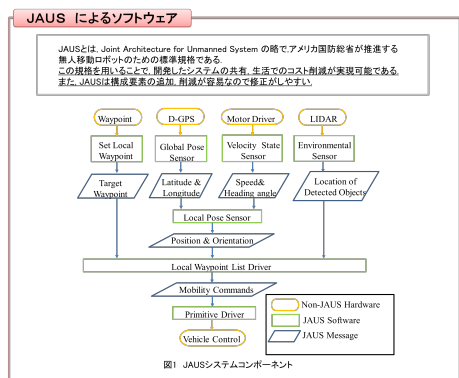 JAUS によるソフトウェア
JAUSとは, Joint Architecture for Unmanned System の略で,アメリカ国防総省が推進する
無人移動ロボットのための標準規格である.
この規格を用いることで, 開発したシステムの共有, 生活でのコスト削減が実現可能である.
また, JAUSは構成要素の追加, 削減が容易なので修正がしやすい.
Waypoint
D-GPS
Motor Driver
LIDAR
Set Local
Waypoint
Global Pose
Sensor
Velocity State
Sensor
Environmental
Sensor
Target
Waypoint
Latitude &
Longitude
Speed&
Heading angle
Location of
Detected Objects
Local Pose Sensor
Position & Orientation
Local Waypoint List Driver
Mobility Commands
Primitive Driver
Vehicle Control
Non-JAUS Hardware
JAUS Software
JAUS Message
図1 JAUSシステムコンポーネント